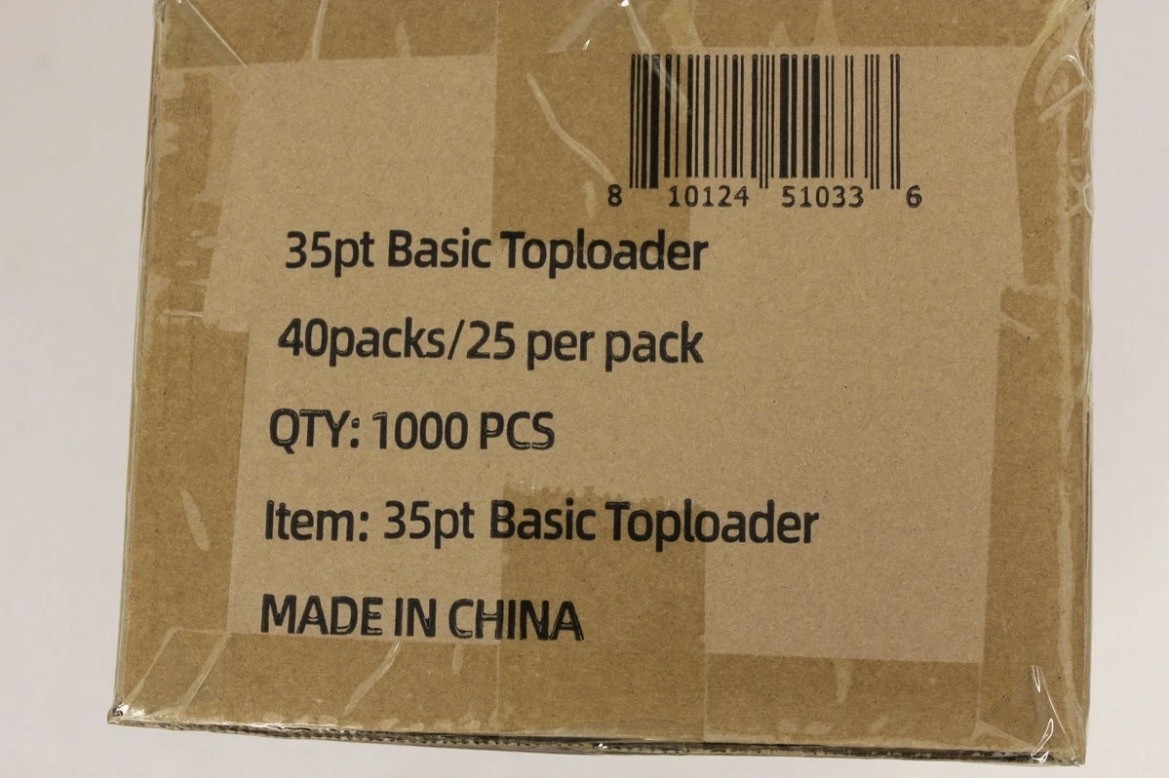 8 10124 51033 6
35pt Basic Toploader
40packs/25 per pack
QTY: 1000 PCS
Item: 35pt Basic Toploader
MADE IN CHINA